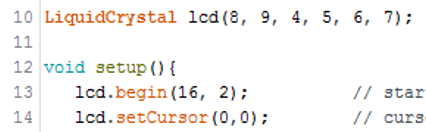 10 LiquidCrystal lcd(8, 9, 4, 5, 6, 7);
11
12 void setup(){
13 lcd.begin(16, 2); // star
14 lcd.setCursor(0,0); // curs